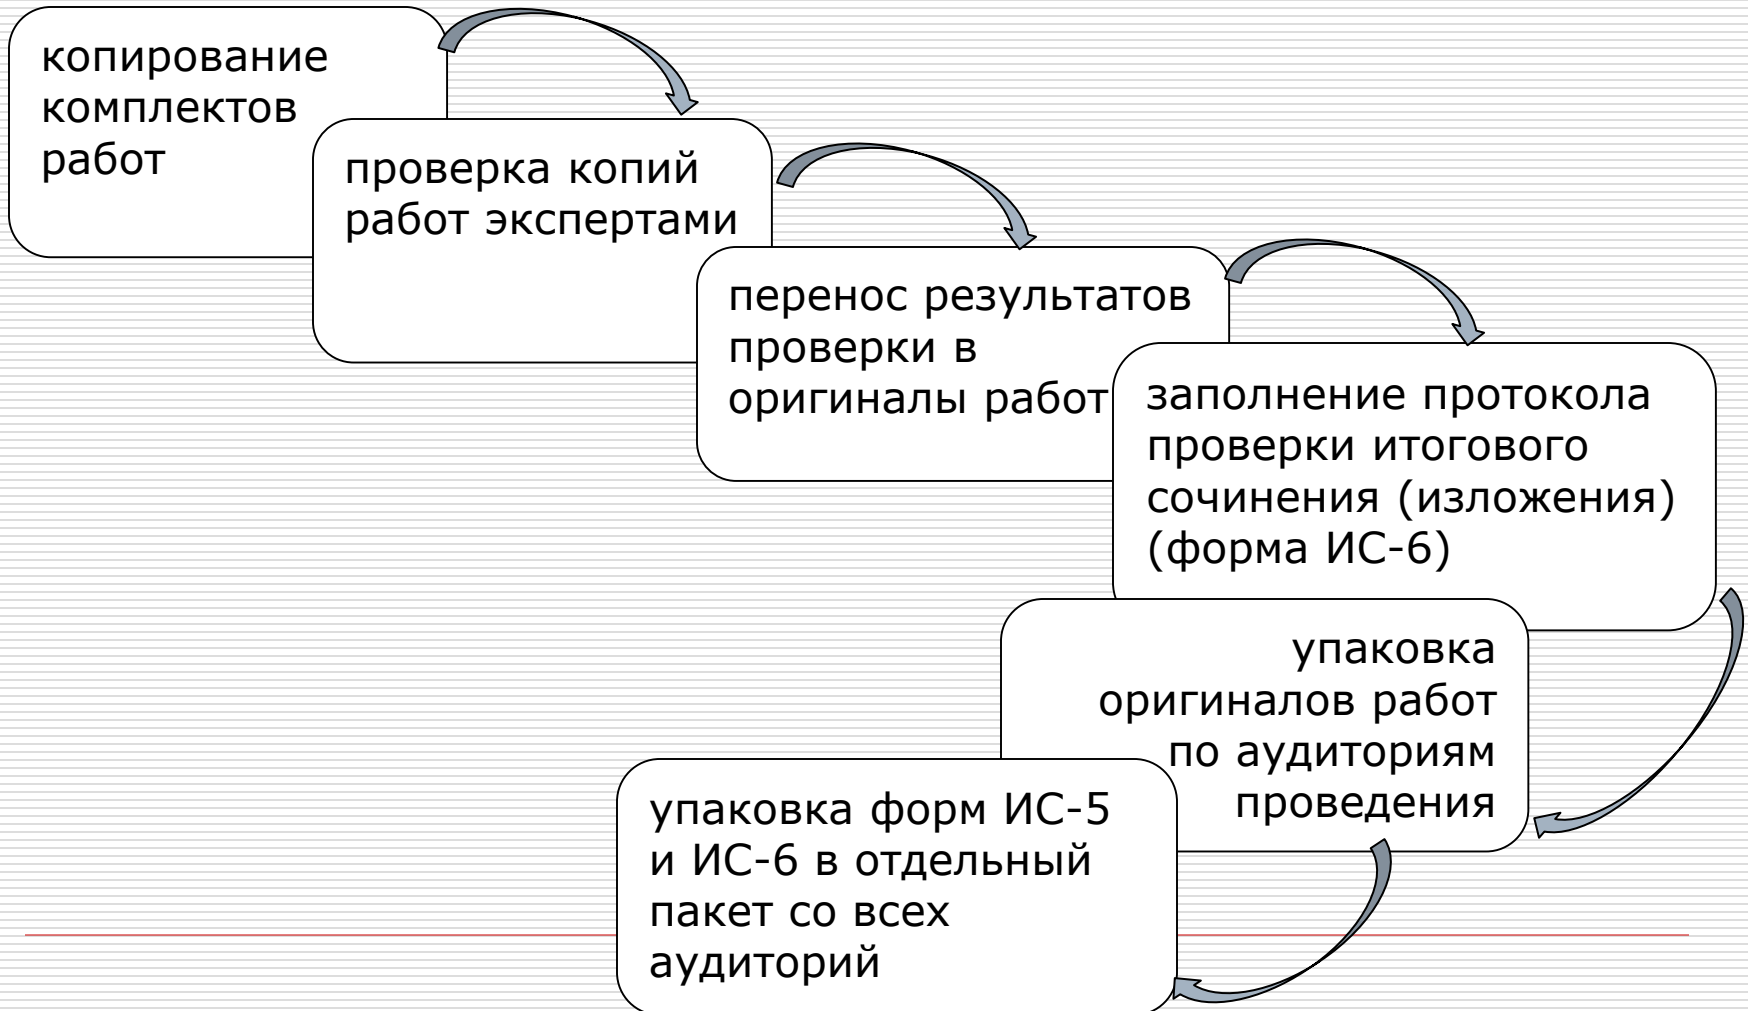 копирование
комплектов
работ
проверка копий
работ экспертами
перенос результатов
проверки в
оригиналы работ
заполнение протокола
проверки итогового
сочинения (изложения)
(форма ИС-6)
упаковка
оригиналов работ
по аудиториям
проведения
упаковка форм ИС-5
и ИС-6 в отдельный
пакет со всех
аудиторий